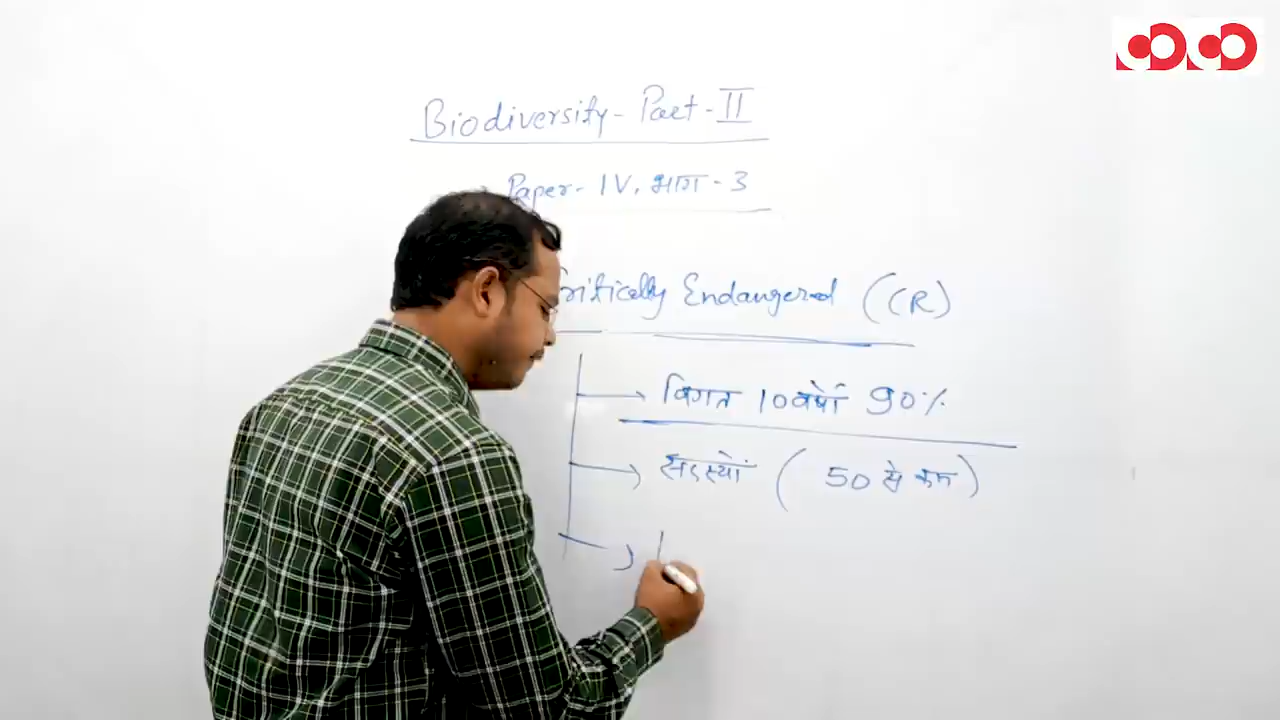 Biodiversity - Part - II
Paper - IV, भाग - 3
Critically Endangered (CR)
विगत 10 वर्षो 90%
सदस्यों (50 से कम)